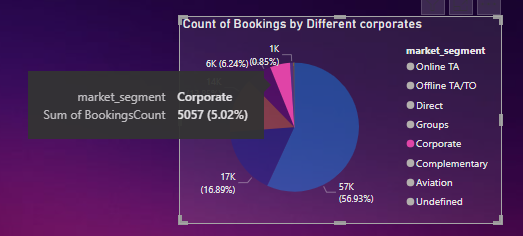 Count of Bookings by Different corporates
1K
(0.85%)
6K (6.24%)
market_segment Corporate
Sum of BookingsCount 5057 (5.02%)
17K
(16.89%)
57K
(56.93%)
market_segment
Online TA
Offline TA/TO
Direct
Groups
Corporate
Complementary
Aviation
Undefined